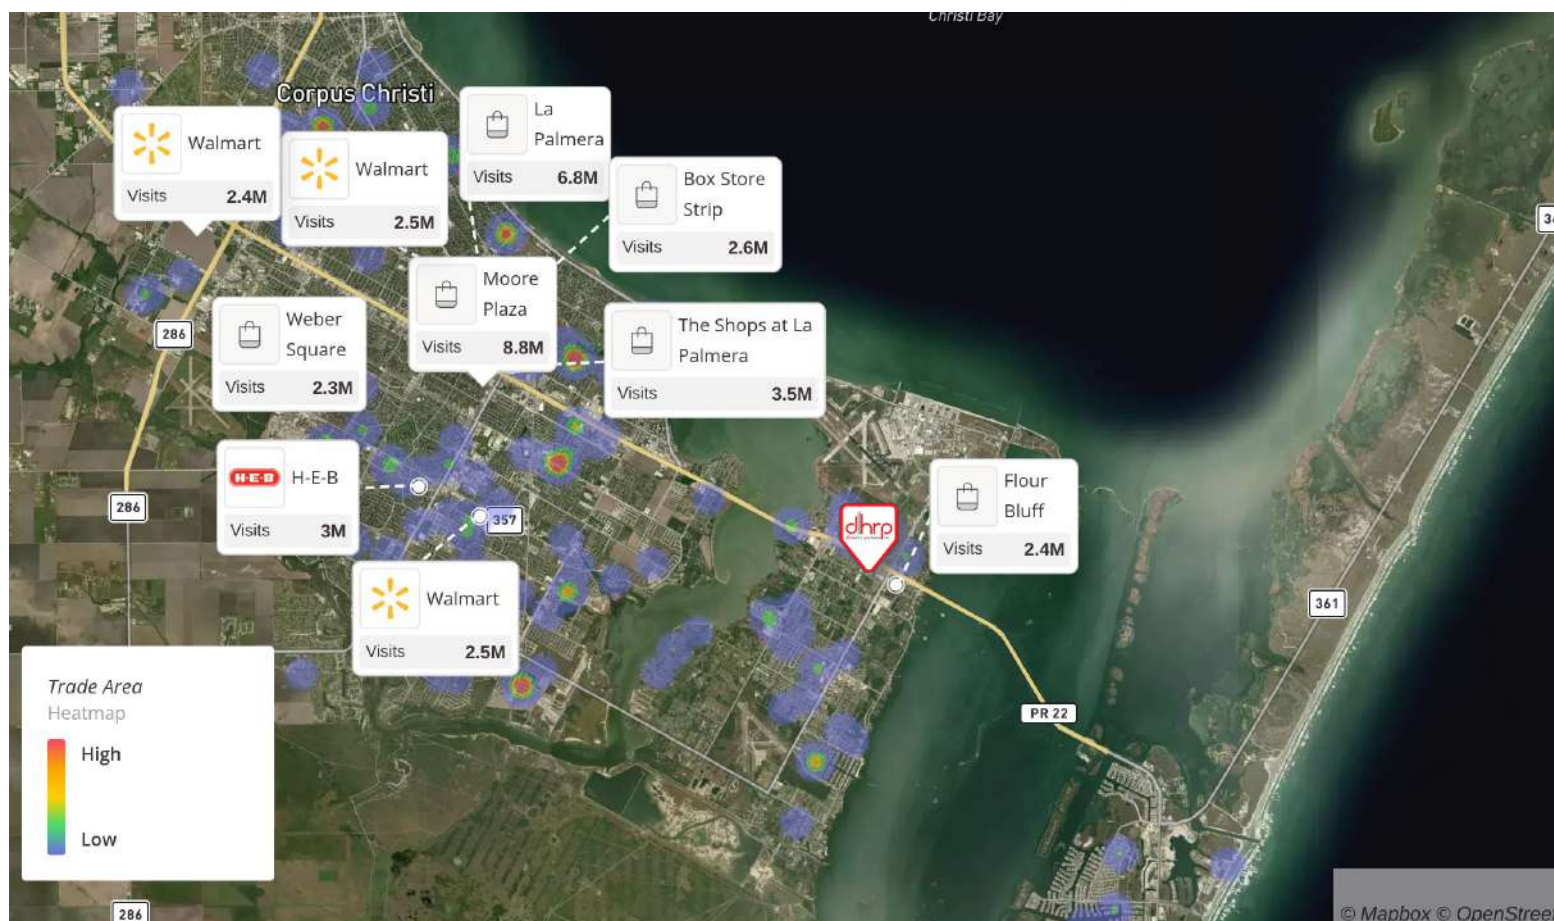 Christi Bay
Corpus Christi
Walmart
Visits 2.4M
Walmart
Visits 2.5M
La
Palmera
Visits 6.8M
Box Store
Strip
Visits 2.6M
Moore
Plaza
Visits 8.8M
Weber
Square
Visits 2.3M
The Shops at La
Palmera
Visits 3.5M
286
H-E-B
H-E-B
Visits 3M
286
357
dhrp
Flour
Bluff
Visits 2.4M
Walmart
Visits 2.5M
361
PR 22
Trade Area
Heatmap
High
Low
286
© Mapbox © OpenStree